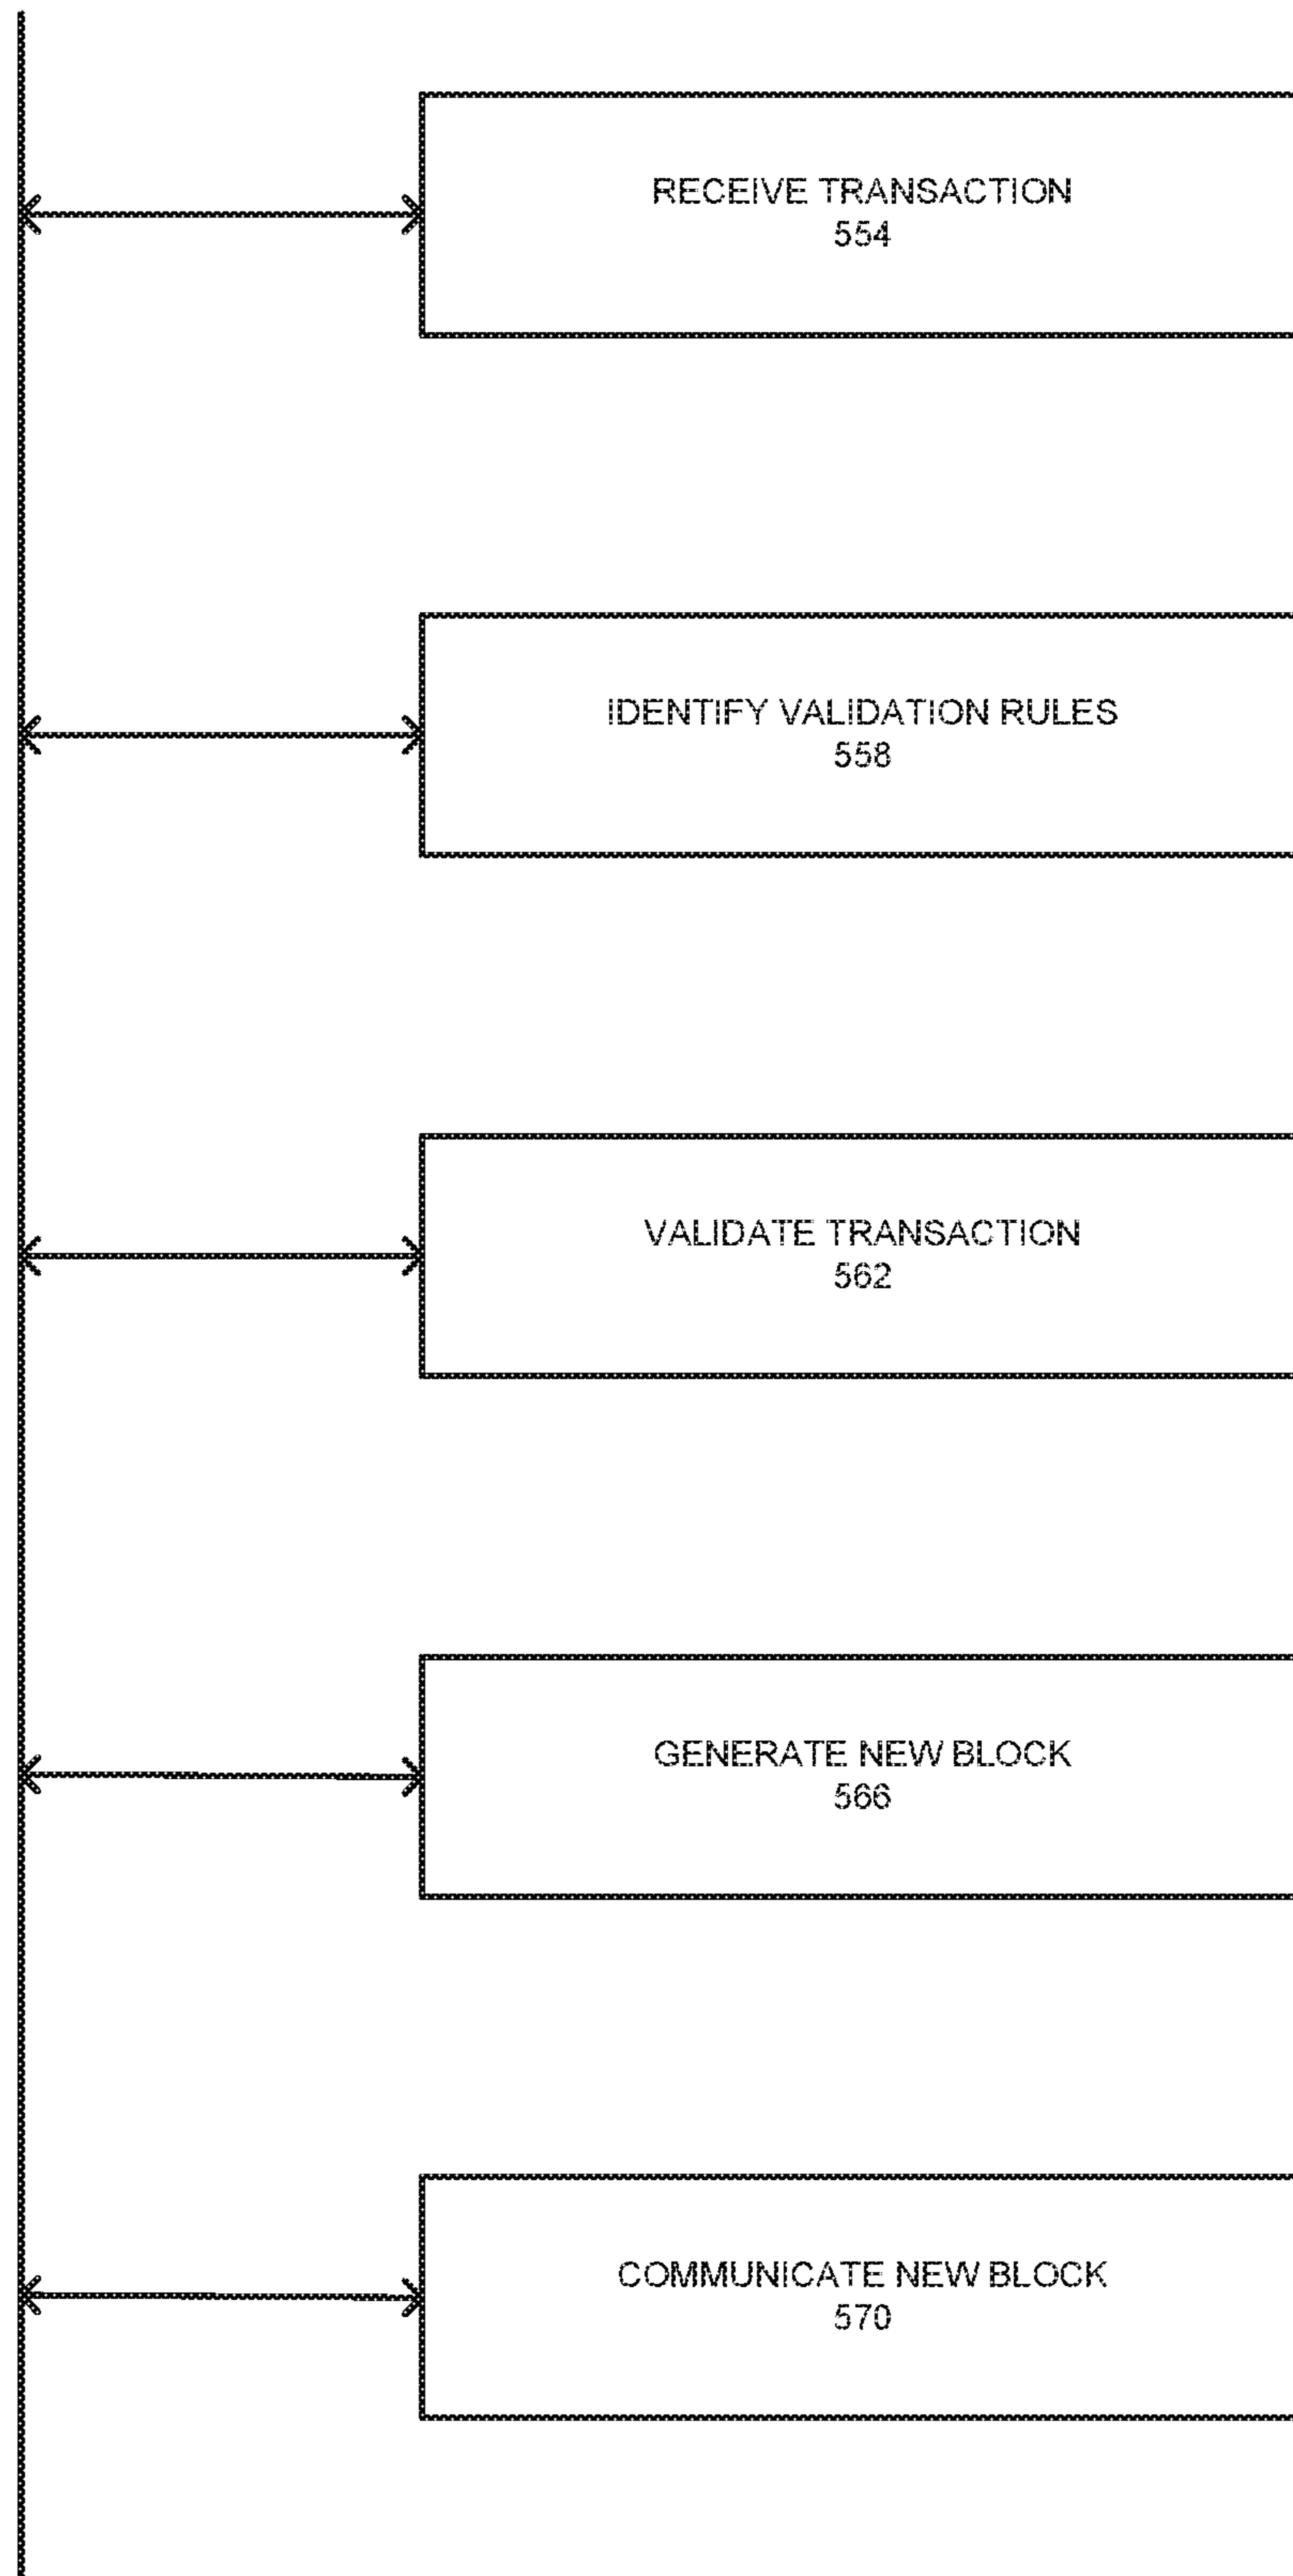 RECEIVE TRANSACTION
554
IDENTIFY VALIDATION RULES
558
VALIDATE TRANSACTION
562
GENERATE NEW BLOCK
566
COMMUNICATE NEW BLOCK
570